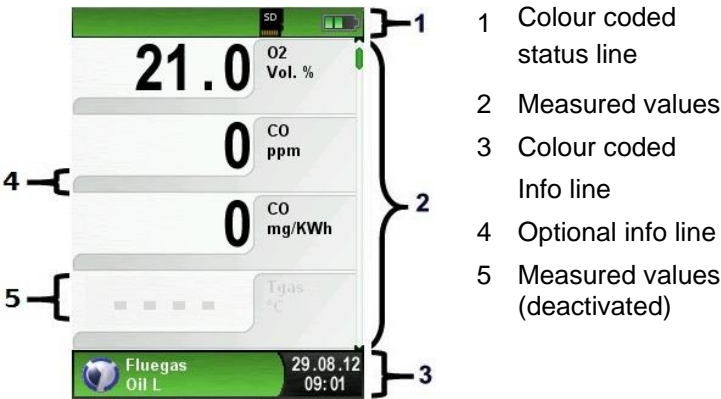 SD
1
21.0
O2
Vol. %
0
CO
ppm
4
0
CO
mg/KWh
2
5
- - - -
Tgas
°C
Fluegas
Oil L
29.08.12
09:01
3
1 Colour coded
status line
2 Measured values
3 Colour coded
Info line
4 Optional info line
5 Measured values
(deactivated)